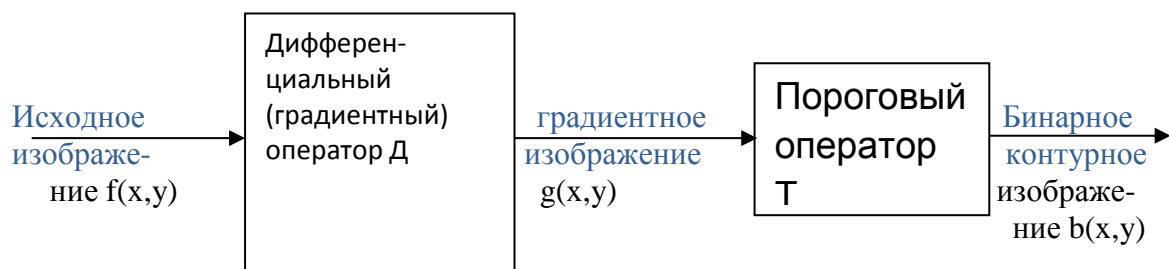 Исходное
изображе-
ние f(x,y)
Дифферен-
циальный
(градиентный)
оператор Д
градиентное
изображение
g(x,y)
Пороговый
оператор
Т
Бинарное
контурное
изображе-
ние b(x,y)